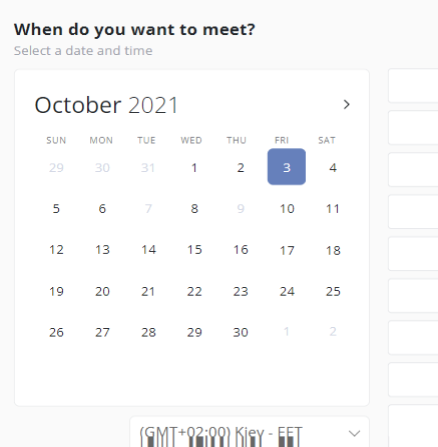 When do you want to meet?
Select a date and time
October 2021
SUN MON TUE WED THU FRI SAT
29 30 31 1 2 3 4
5 6 7 8 9 10 11
12 13 14 15 16 17 18
19 20 21 22 23 24 25
26 27 28 29 30 1 2
(GMT+02:00) Kiev - EET